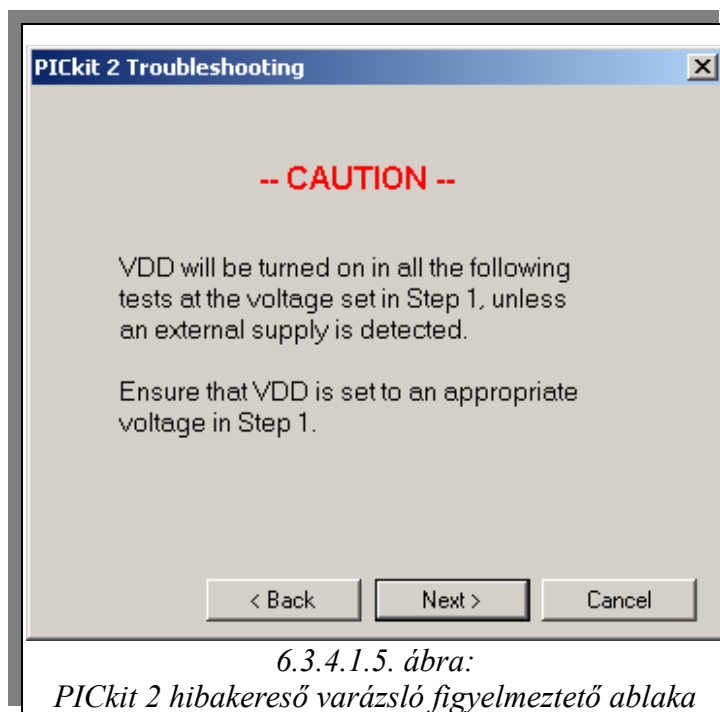 PICkit 2 Troubleshooting
-- CAUTION --
VDD will be turned on in all the following
tests at the voltage set in Step 1, unless
an external supply is detected.
Ensure that VDD is set to an appropriate
voltage in Step 1.
< Back Next > Cancel
6.3.4.1.5. ábra:
PICkit 2 hibakereső varázsló figyelmeztető ablaka